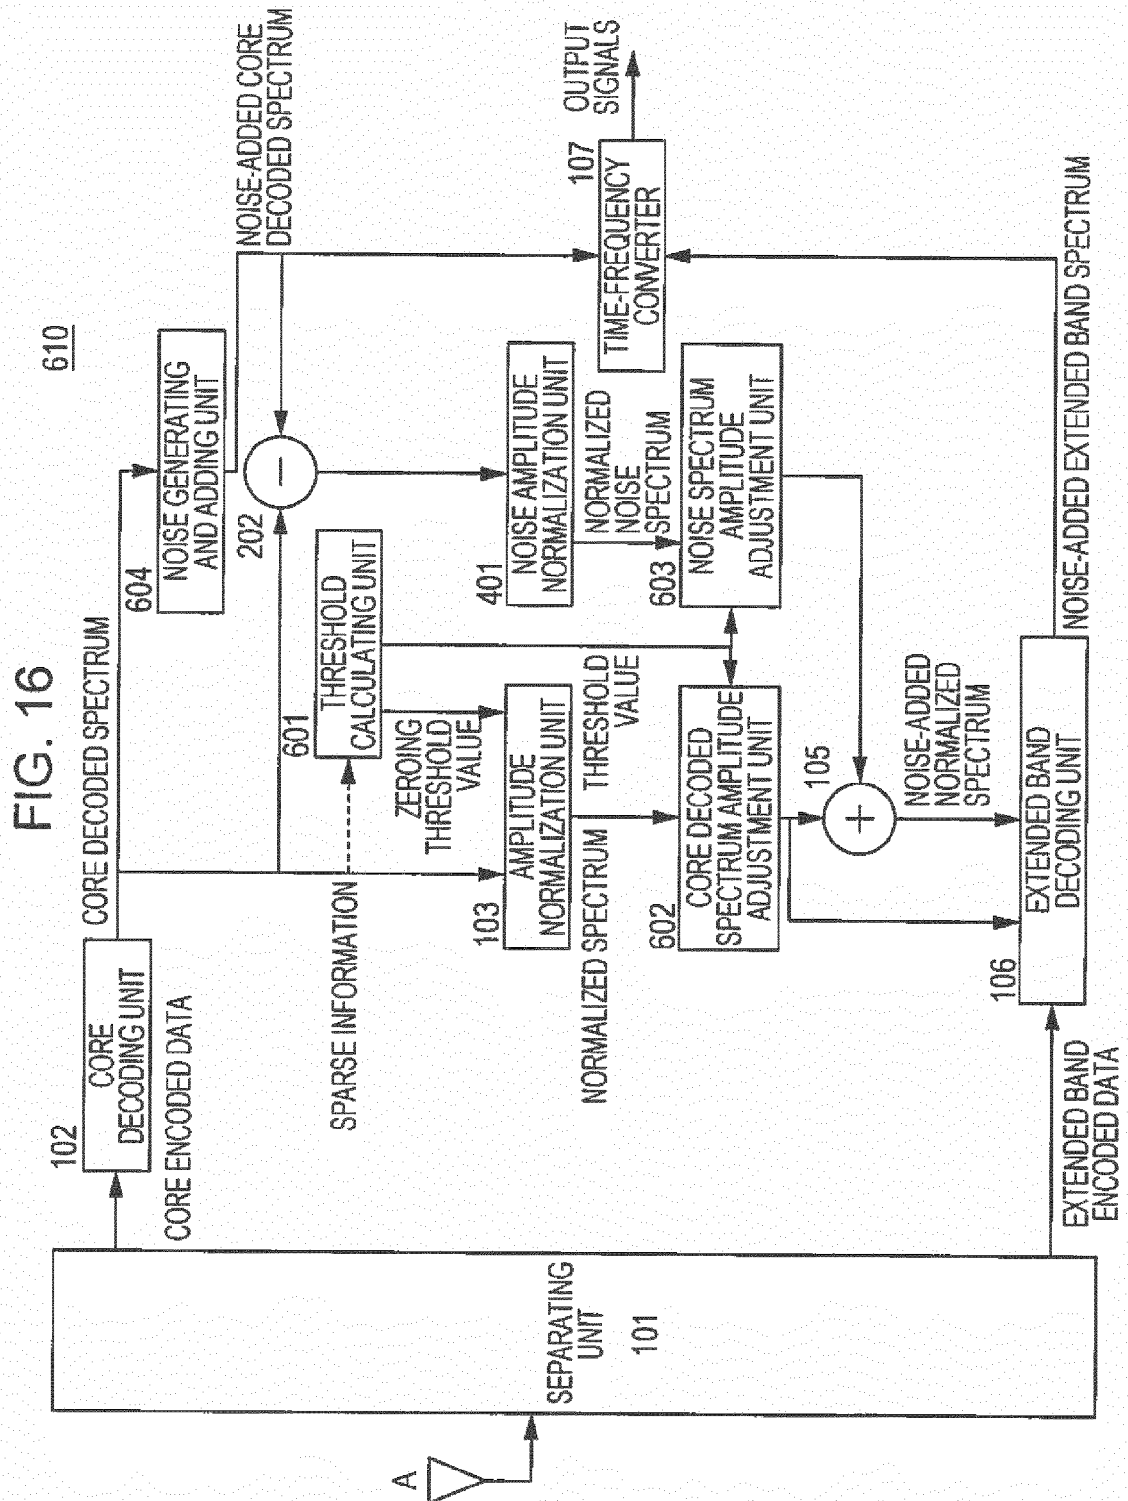 FIG. 16
610
A
SEPARATING
UNIT
101
102
CORE
DECODING UNIT
CORE ENCODED DATA
CORE DECODED SPECTRUM
604
NOISE GENERATING
AND ADDING UNIT
NOISE-ADDED CORE
DECODED SPECTRUM
202
−
SPARSE INFORMATION
601
THRESHOLD
CALCULATING UNIT
ZEROING
THRESHOLD
VALUE
103
AMPLITUDE
NORMALIZATION UNIT
401
NOISE AMPLITUDE
NORMALIZATION UNIT
NORMALIZED SPECTRUM
THRESHOLD
VALUE
NORMALIZED
NOISE
SPECTRUM
107
TIME-FREQUENCY
CONVERTER
OUTPUT
SIGNALS
602
CORE DECODED
SPECTRUM AMPLITUDE
ADJUSTMENT UNIT
603
NOISE SPECTRUM
AMPLITUDE
ADJUSTMENT UNIT
105
+
NOISE-ADDED
NORMALIZED
SPECTRUM
106
EXTENDED BAND
DECODING UNIT
EXTENDED BAND
ENCODED DATA
NOISE-ADDED EXTENDED BAND SPECTRUM